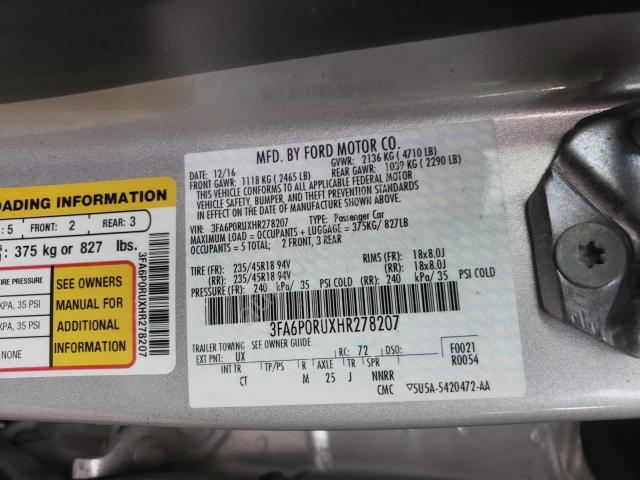 OADING INFORMATION
: 5 FRONT: 2 REAR: 3
: 375 kg or 827 lbs.
IRE PRESSURE
KPA, 35 PSI
KPA, 35 PSI
NONE
SEE OWNERS
MANUAL FOR
ADDITIONAL
INFORMATION
3FA6P0RUXHR278207
MFD. BY FORD MOTOR CO.
DATE: 12/16 GVWR: 2136 KG ( 4710 LB)
FRONT GAWR: 1118 KG ( 2465 LB) REAR GAWR: 1039 KG ( 2290 LB)
THIS VEHICLE CONFORMS TO ALL APPLICABLE FEDERAL MOTOR
VEHICLE SAFETY, BUMPER, AND THEFT PREVENTION STANDARDS
IN EFFECT ON THE DATE OF MANUFACTURE SHOWN ABOVE.
VIN: 3FA6P0RUXHR278207 TYPE: Passenger Car
MAXIMUM LOAD = OCCUPANTS + LUGGAGE = 375KG/ 827LB
OCCUPANTS = 5 TOTAL; 2 FRONT, 3 REAR
TIRE (FR): 235/45R18 94V RIMS (FR): 18x8.0J
(RR): 235/45R18 94V (RR): 18x8.0J
PRESSURE (FR): 240 kPa/ 35 PSI COLD (RR): 240 kPa/ 35 PSI COLD
3FA6P0RUXHR278207
TRAILER TOWING SEE OWNER GUIDE F0021
EXT PNT: UX RC: 72 DSO: R0054
INT TR TP/PS R AXLE TR SPR
CT M 25 J NNRR
CMC ▽5U5A-5420472-AA